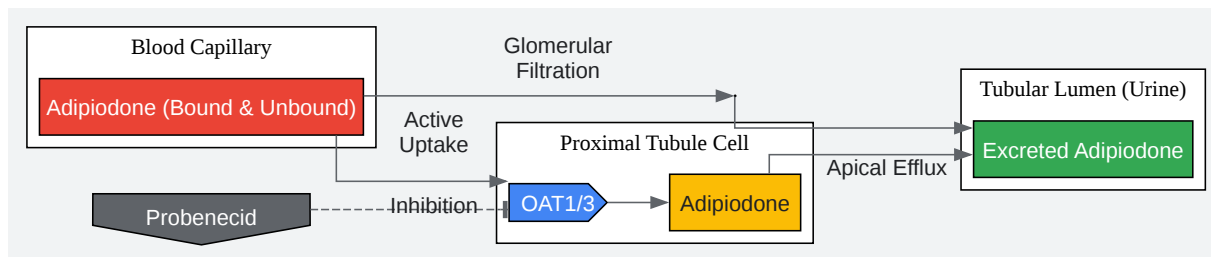 Blood Capillary
Adipiodone (Bound & Unbound)
Glomerular
Filtration
Active
Uptake
Tubular Lumen (Urine)
Excreted Adipiodone
Proximal Tubule Cell
Apical Efflux
Probenecid
Inhibition
OAT1/3
Adipiodone